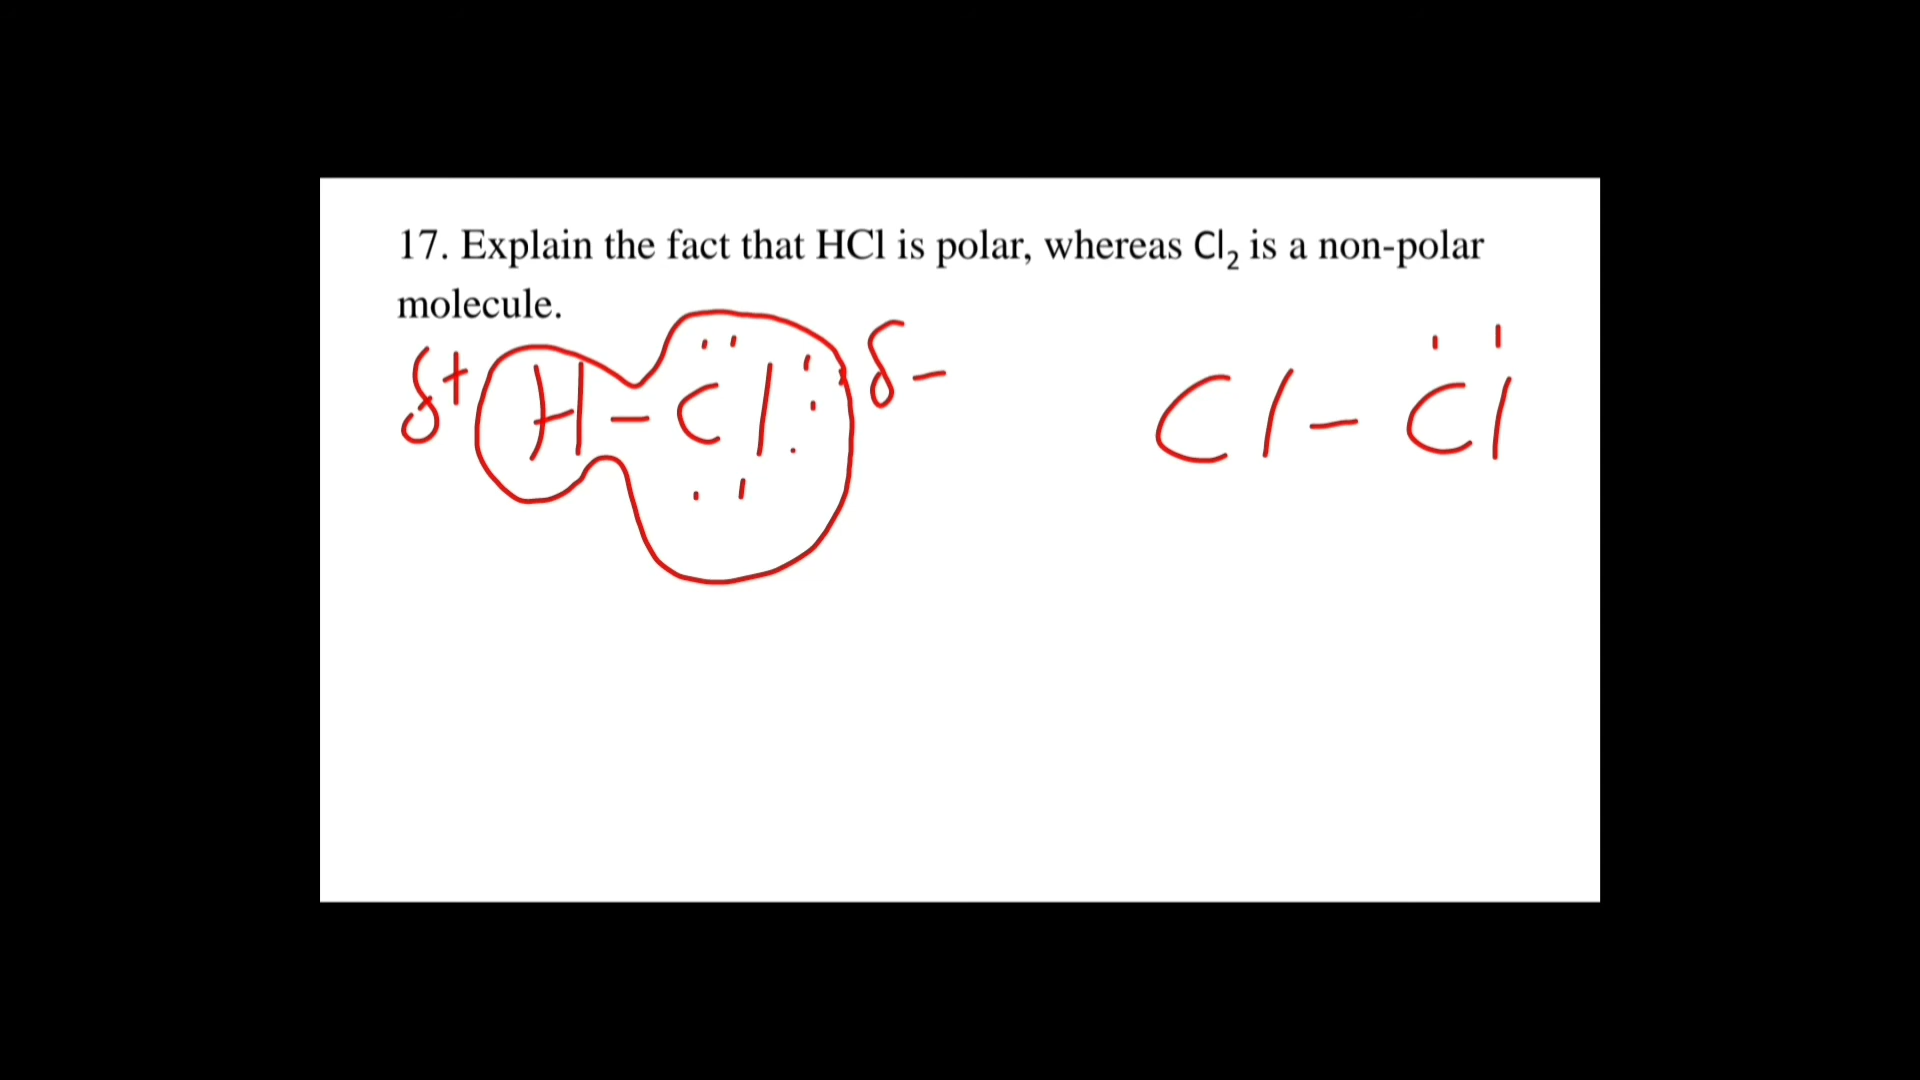 17. Explain the fact that HCl is polar, whereas Cl₂ is a non-polar
molecule.
δ+ H-Cl: δ- Cl-Cl